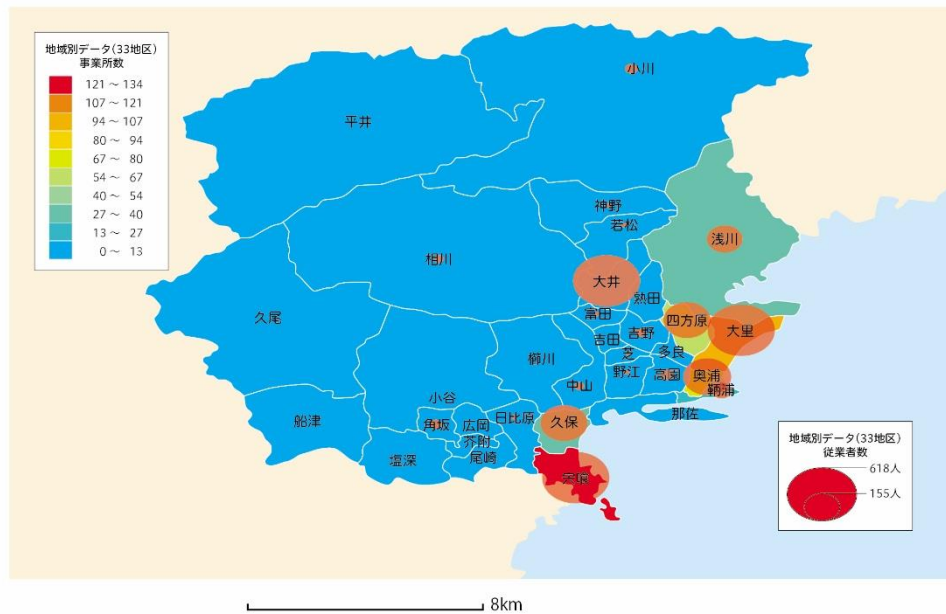 地域別データ(33地区)
事業所数
121～134
107～121
94～107
80～94
67～80
54～67
40～54
27～40
13～27
0～13
小川
平井
神野
若松
浅川
相川
大井
熟田
久尾
富田
四方原
大里
吉田
吉野
櫛川
芝
多良
野江
高園
奥浦
中山
鞆浦
小谷
船津
角坂
広岡
日比原
久保
那佐
芥附
塩深
尾崎
宍喰
地域別データ(33地区)
従業者数
618人
155人
8km